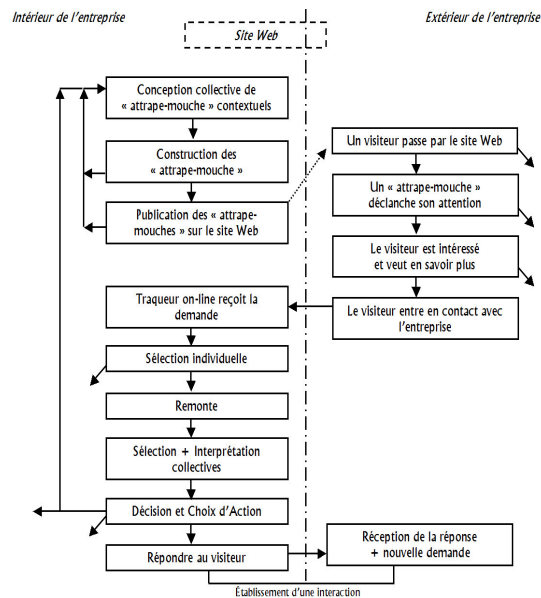 Intérieur de l'entreprise
Site Web
Extérieur de l'entreprise
Conception collective de
« attrape-mouche » contextuels
Construction des
« attrape-mouche »
Publication des « attrape-
mouches » sur le site Web
Un visiteur passe par le site Web
Un « attrape-mouche »
déclanche son attention
Le visiteur est intéressé
et veut en savoir plus
Le visiteur entre en contact avec
l'entreprise
Traqueur on-line reçoit la
demande
Sélection individuelle
Remonte
Sélection + Interprétation
collectives
Décision et Choix d'Action
Répondre au visiteur
Réception de la réponse
+ nouvelle demande
Établissement d'une interaction